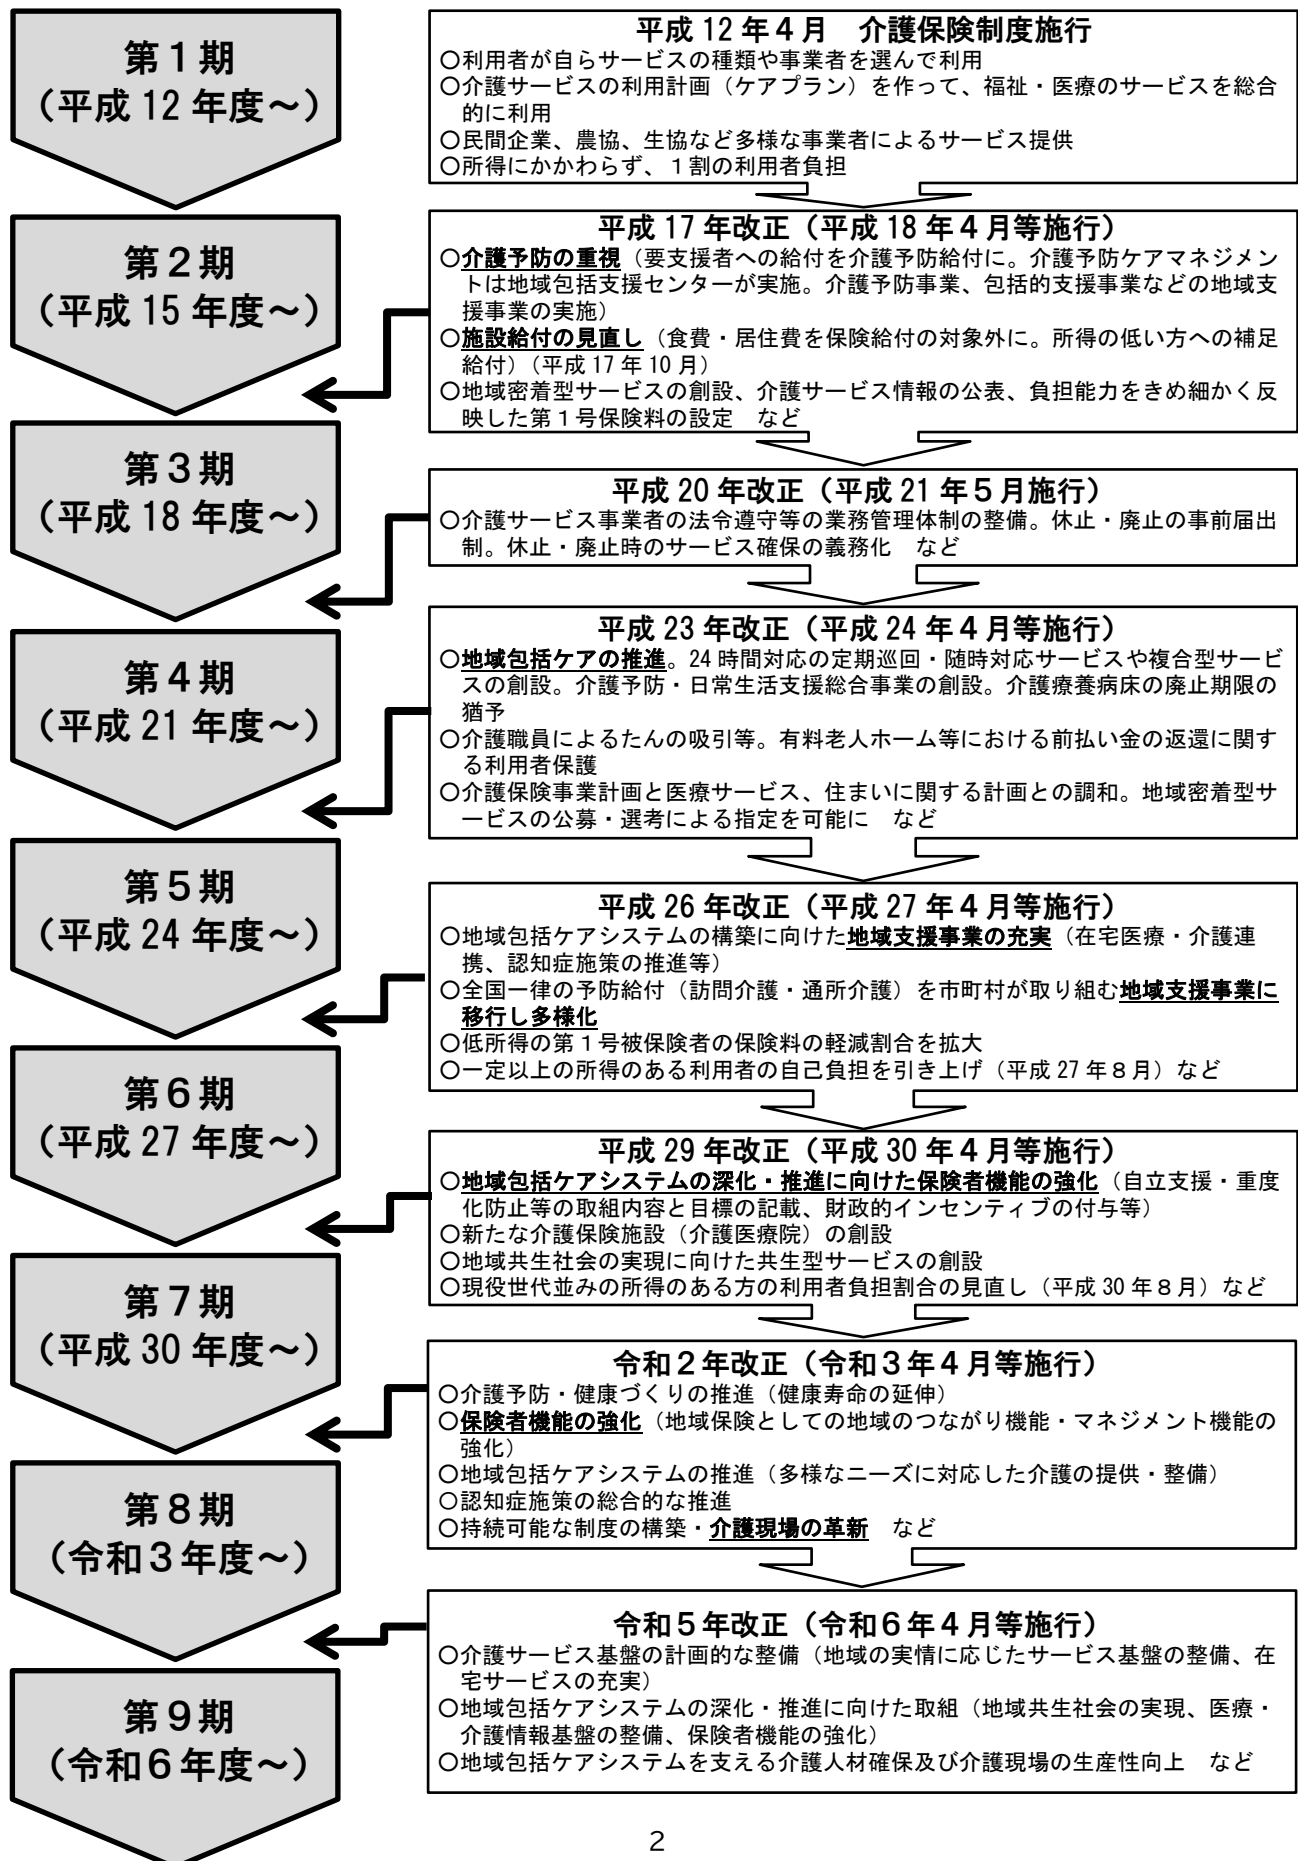 第１期
（平成 12 年度～）
平成 12 年４月　介護保険制度施行
○利用者が自らサービスの種類や事業者を選んで利用
○介護サービスの利用計画（ケアプラン）を作って、福祉・医療のサービスを総合
的に利用
○民間企業、農協、生協など多様な事業者によるサービス提供
○所得にかかわらず、１割の利用者負担
第２期
（平成 15 年度～）
平成 17 年改正（平成 18 年４月等施行）
○介護予防の重視（要支援者への給付を介護予防給付に。介護予防ケアマネジメン
トは地域包括支援センターが実施。介護予防事業、包括的支援事業などの地域支
援事業の実施）
○施設給付の見直し（食費・居住費を保険給付の対象外に。所得の低い方への補足
給付）（平成 17 年 10 月）
○地域密着型サービスの創設、介護サービス情報の公表、負担能力をきめ細かく反
映した第１号保険料の設定　など
第３期
（平成 18 年度～）
平成 20 年改正（平成 21 年５月施行）
○介護サービス事業者の法令遵守等の業務管理体制の整備。休止・廃止の事前届出
制。休止・廃止時のサービス確保の義務化　など
第４期
（平成 21 年度～）
平成 23 年改正（平成 24 年４月等施行）
○地域包括ケアの推進。24 時間対応の定期巡回・随時対応サービスや複合型サービ
スの創設。介護予防・日常生活支援総合事業の創設。介護療養病床の廃止期限の
猶予
○介護職員によるたんの吸引等。有料老人ホーム等における前払い金の返還に関す
る利用者保護
○介護保険事業計画と医療サービス、住まいに関する計画との調和。地域密着型サ
ービスの公募・選考による指定を可能に　など
第５期
（平成 24 年度～）
平成 26 年改正（平成 27 年４月等施行）
○地域包括ケアシステムの構築に向けた地域支援事業の充実（在宅医療・介護連
携、認知症施策の推進等）
○全国一律の予防給付（訪問介護・通所介護）を市町村が取り組む地域支援事業に
移行し多様化
○低所得の第１号被保険者の保険料の軽減割合を拡大
○一定以上の所得のある利用者の自己負担を引き上げ（平成 27 年８月）など
第６期
（平成 27 年度～）
平成 29 年改正（平成 30 年４月等施行）
○地域包括ケアシステムの深化・推進に向けた保険者機能の強化（自立支援・重度
化防止等の取組内容と目標の記載、財政的インセンティブの付与等）
○新たな介護保険施設（介護医療院）の創設
○地域共生社会の実現に向けた共生型サービスの創設
○現役世代並みの所得のある方の利用者負担割合の見直し（平成 30 年８月）など
第７期
（平成 30 年度～）
令和２年改正（令和３年４月等施行）
○介護予防・健康づくりの推進（健康寿命の延伸）
○保険者機能の強化（地域保険としての地域のつながり機能・マネジメント機能の
強化）
○地域包括ケアシステムの推進（多様なニーズに対応した介護の提供・整備）
○認知症施策の総合的な推進
○持続可能な制度の構築・介護現場の革新　など
第８期
（令和３年度～）
令和５年改正（令和６年４月等施行）
○介護サービス基盤の計画的な整備（地域の実情に応じたサービス基盤の整備、在
宅サービスの充実）
○地域包括ケアシステムの深化・推進に向けた取組（地域共生社会の実現、医療・
介護情報基盤の整備、保険者機能の強化）
○地域包括ケアシステムを支える介護人材確保及び介護現場の生産性向上　など
第９期
（令和６年度～）
2